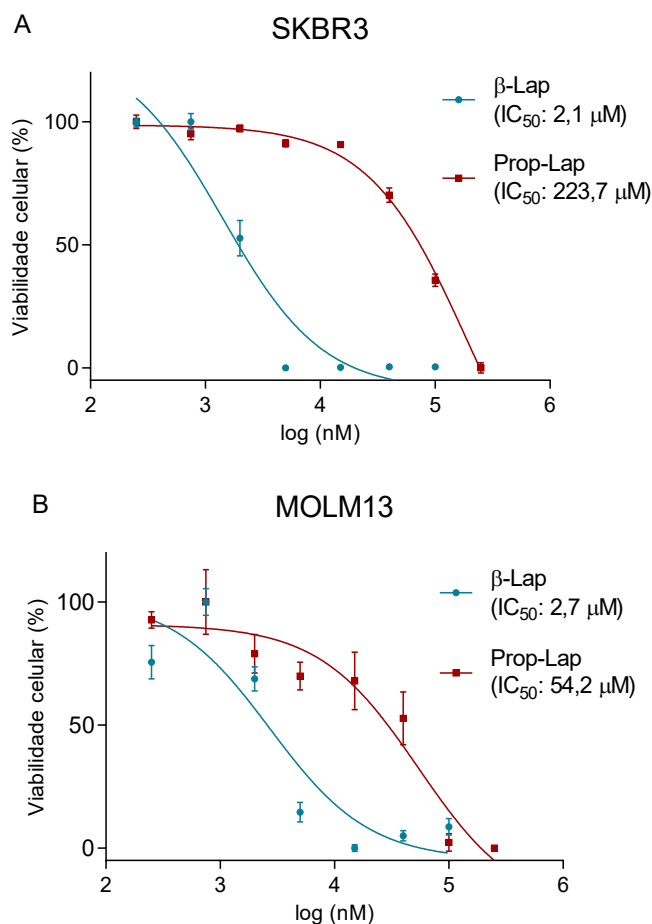 A
SKBR3
Viabilidade celular (%)
100
50
0
2
3
4
5
6
log (nM)
β-Lap
(IC₅₀: 2,1 μM)
Prop-Lap
(IC₅₀: 223,7 μM)
B
MOLM13
Viabilidade celular (%)
100
50
0
2
3
4
5
6
log (nM)
β-Lap
(IC₅₀: 2,7 μM)
Prop-Lap
(IC₅₀: 54,2 μM)